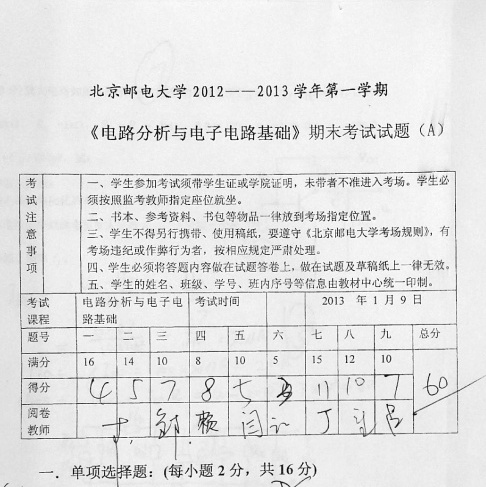 北京邮电大学 2012——2013 学年第一学期
《电路分析与电子电路基础》期末考试试题（A）
考试注意事项
一、学生参加考试须带学生证或学院证明，未带者不准进入考场。学生必
须按照监考教师指定座位就坐。
二、书本、参考资料、书包等物品一律放到考场指定位置。
三、学生不得另行携带、使用稿纸，要遵守《北京邮电大学考场规则》，有
考场违纪或作弊行为者，按相应规定严肃处理。
四、学生必须将答题内容做在试题答卷上，做在试题及草稿纸上一律无效。
五、学生的姓名、班级、学号、班内序号等信息由教材中心统一印制。
考试课程 电路分析与电子电路基础 考试时间 2013 年 1 月 9 日
题号 一 二 三 四 五 六 七 八 九 总分
满分 16 14 10 8 10 5 15 12 10
得分 4 5 7 8 5 11 10 7 60
阅卷教师
一．单项选择题：(每小题 2 分，共 16 分)